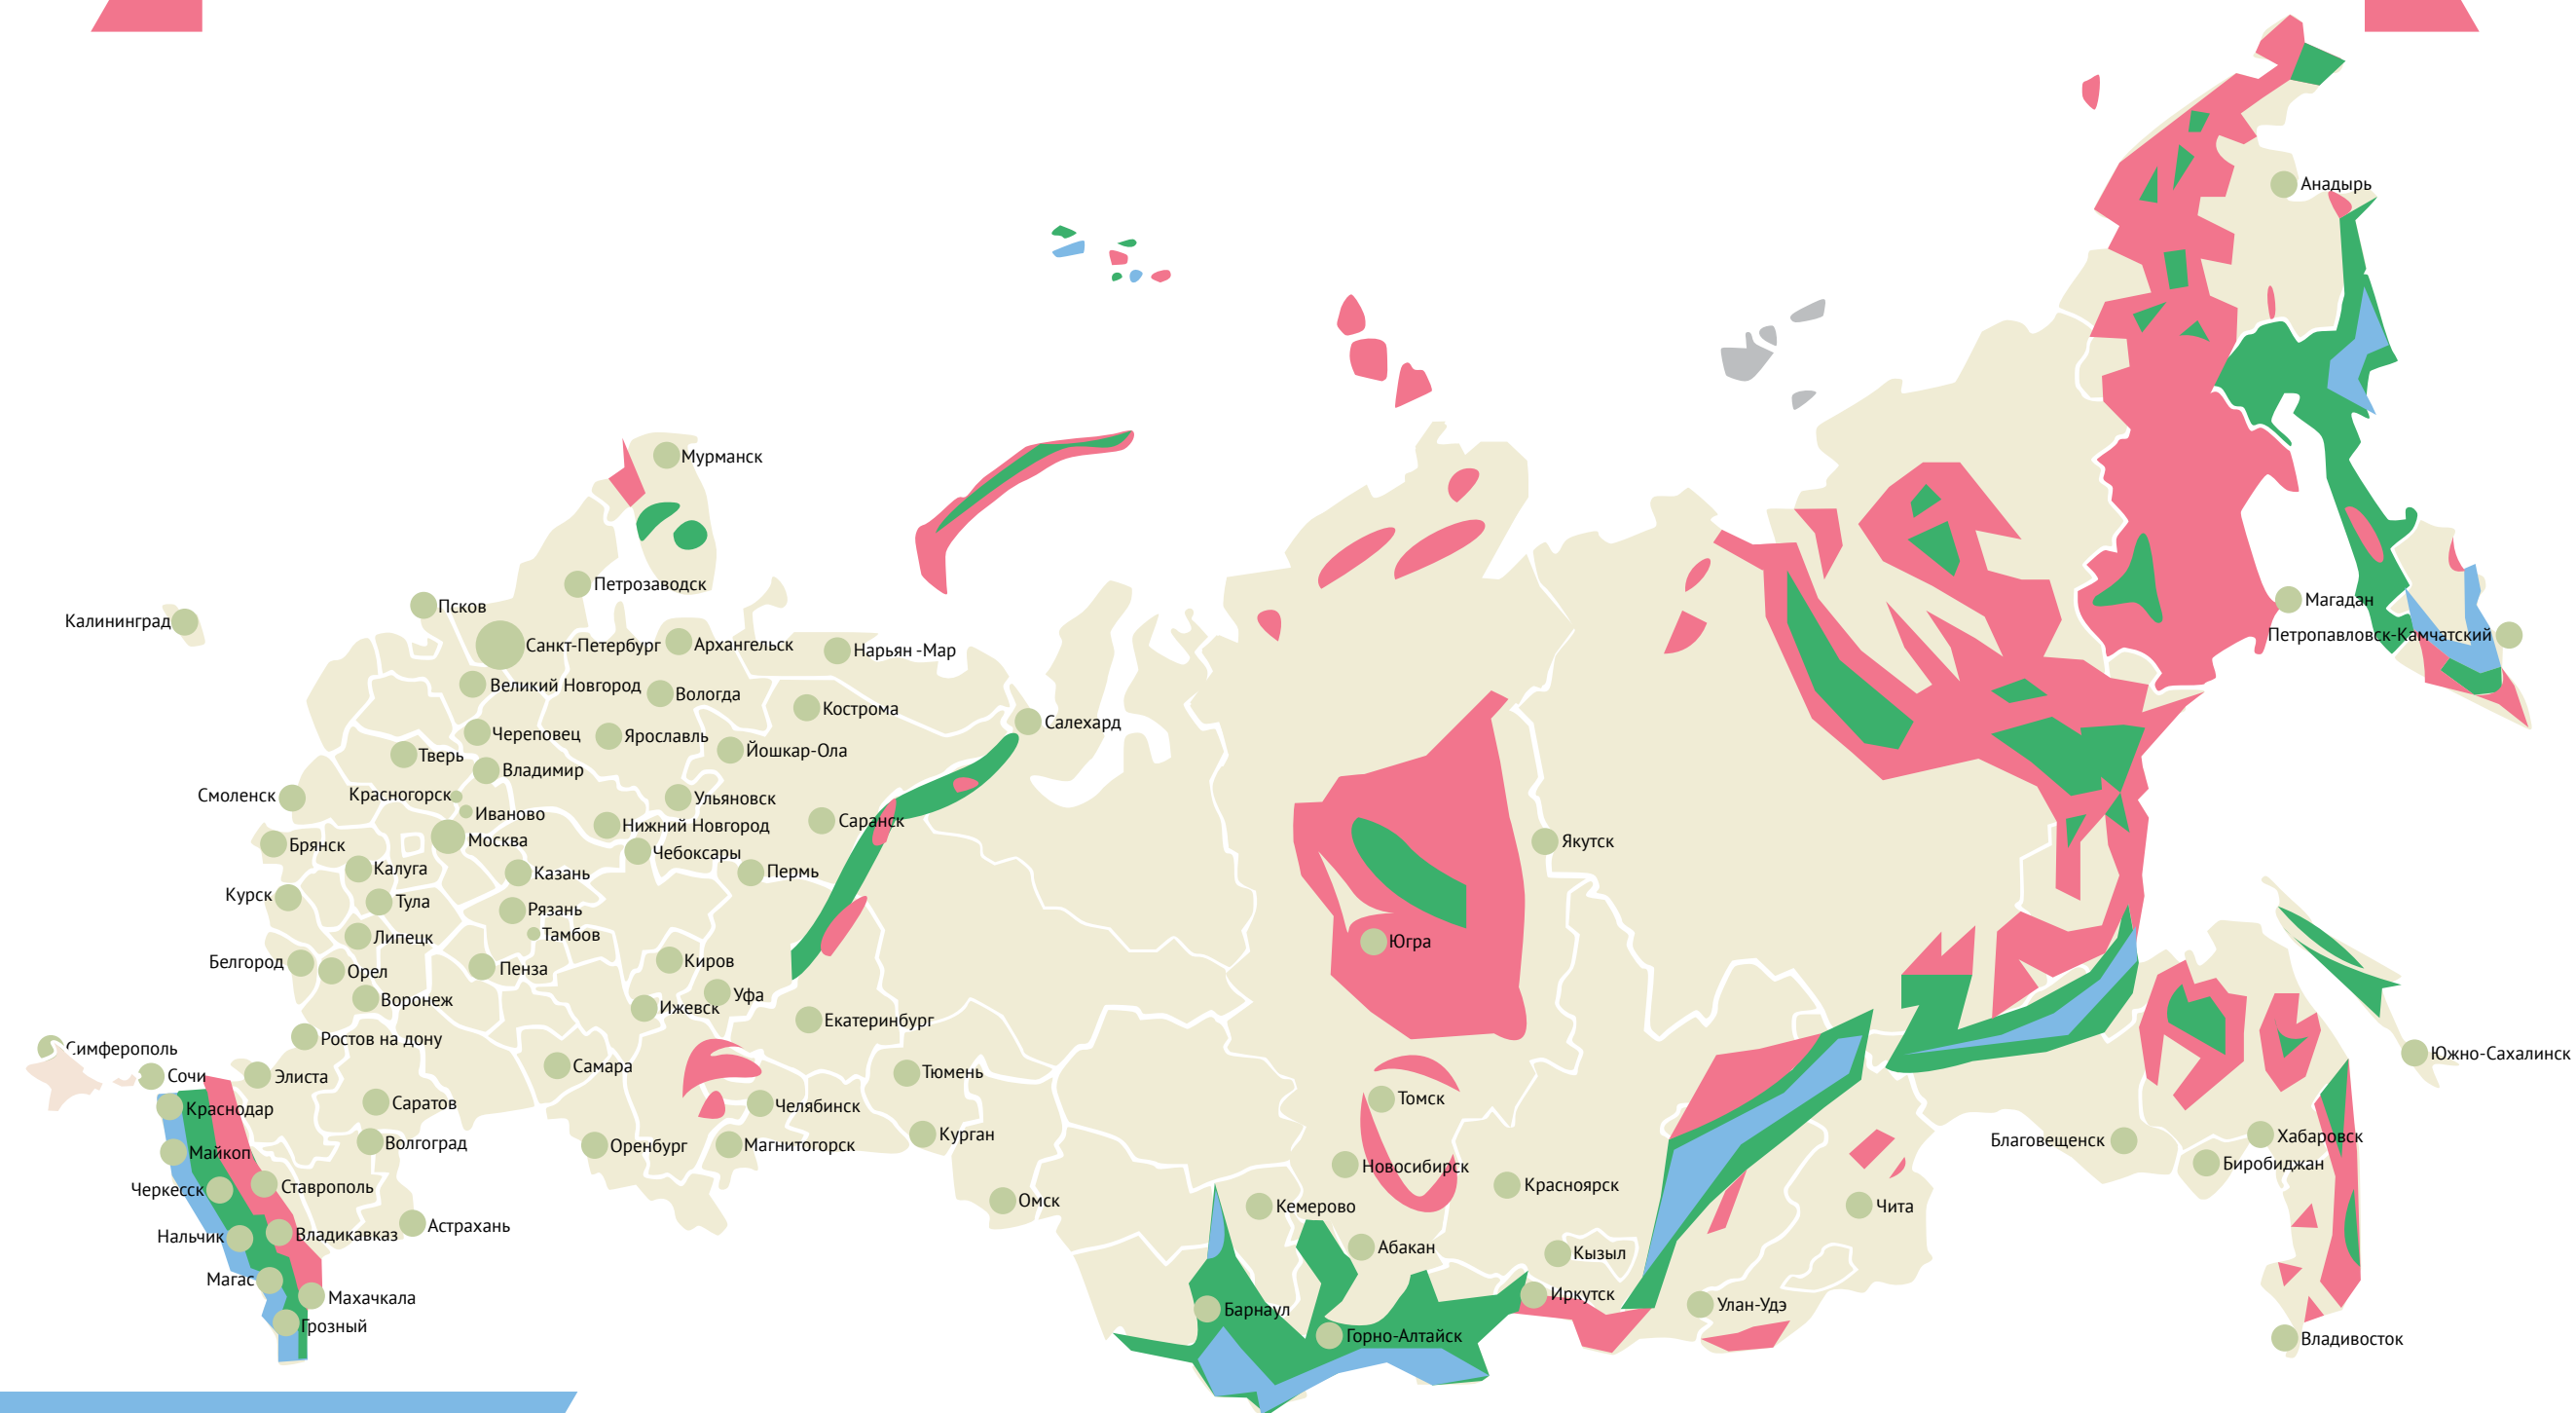 Анадырь
Мурманск
Петрозаводск
Магадан
Псков
Калининград
Петропавловск-Камчатский
Санкт-Петербург
Архангельск
Нарьян -Мар
Великий Новгород
Вологда
Кострома
Салехард
Череповец
Ярославль
Йошкар-Ола
Тверь
Владимир
Смоленск
Красногорск
Ульяновск
Иваново
Саранск
Нижний Новгород
Москва
Якутск
Брянск
Чебоксары
Калуга
Казань
Пермь
Курск
Тула
Рязань
Тамбов
Липецк
Югра
Белгород
Орел
Пенза
Киров
Уфа
Воронеж
Ижевск
Екатеринбург
Ростов на дону
Симферополь
Южно-Сахалинск
Самара
Тюмень
Сочи
Элиста
Томск
Саратов
Челябинск
Краснодар
Курган
Хабаровск
Благовещенск
Волгоград
Оренбург
Магнитогорск
Майкоп
Биробиджан
Новосибирск
Красноярск
Черкесск
Ставрополь
Омск
Кемерово
Чита
Астрахань
Нальчик
Владикавказ
Абакан
Кызыл
Магас
Иркутск
Махачкала
Улан-Удэ
Барнаул
Грозный
Горно-Алтайск
Владивосток